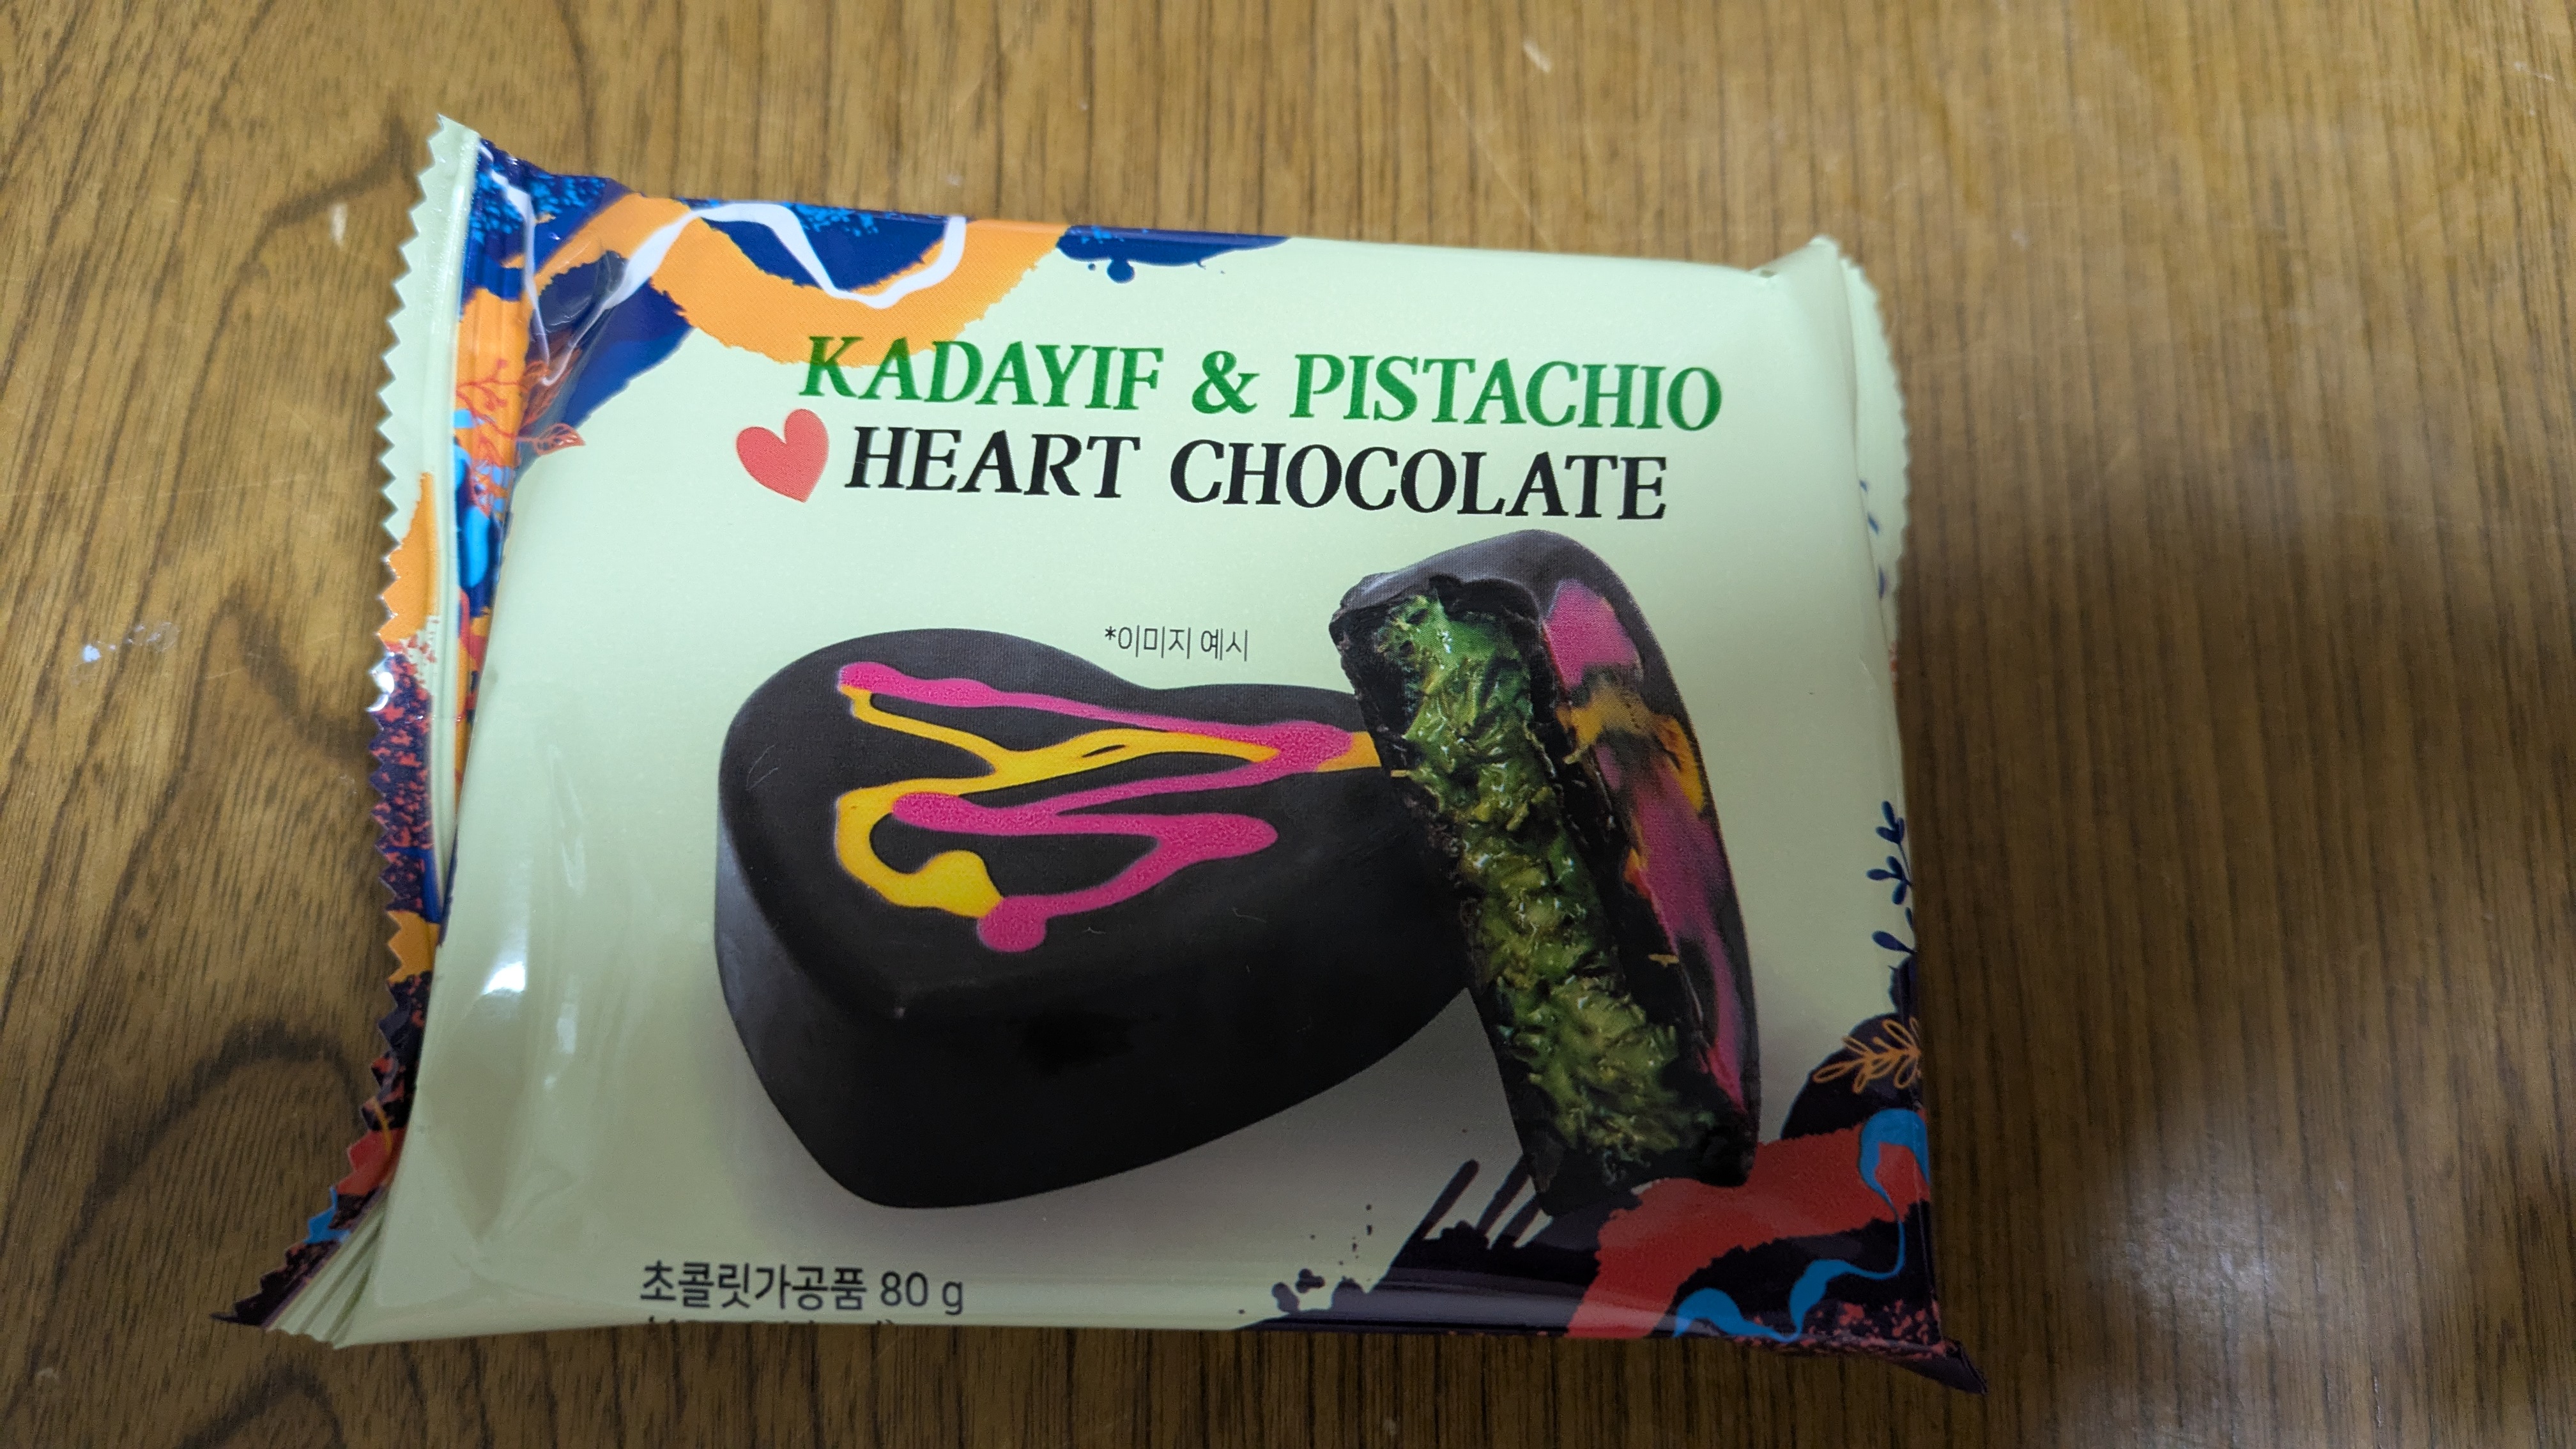 KADAYIF & PISTACHIO
HEART CHOCOLATE
*이미지 예시
초콜릿가공품 80 g